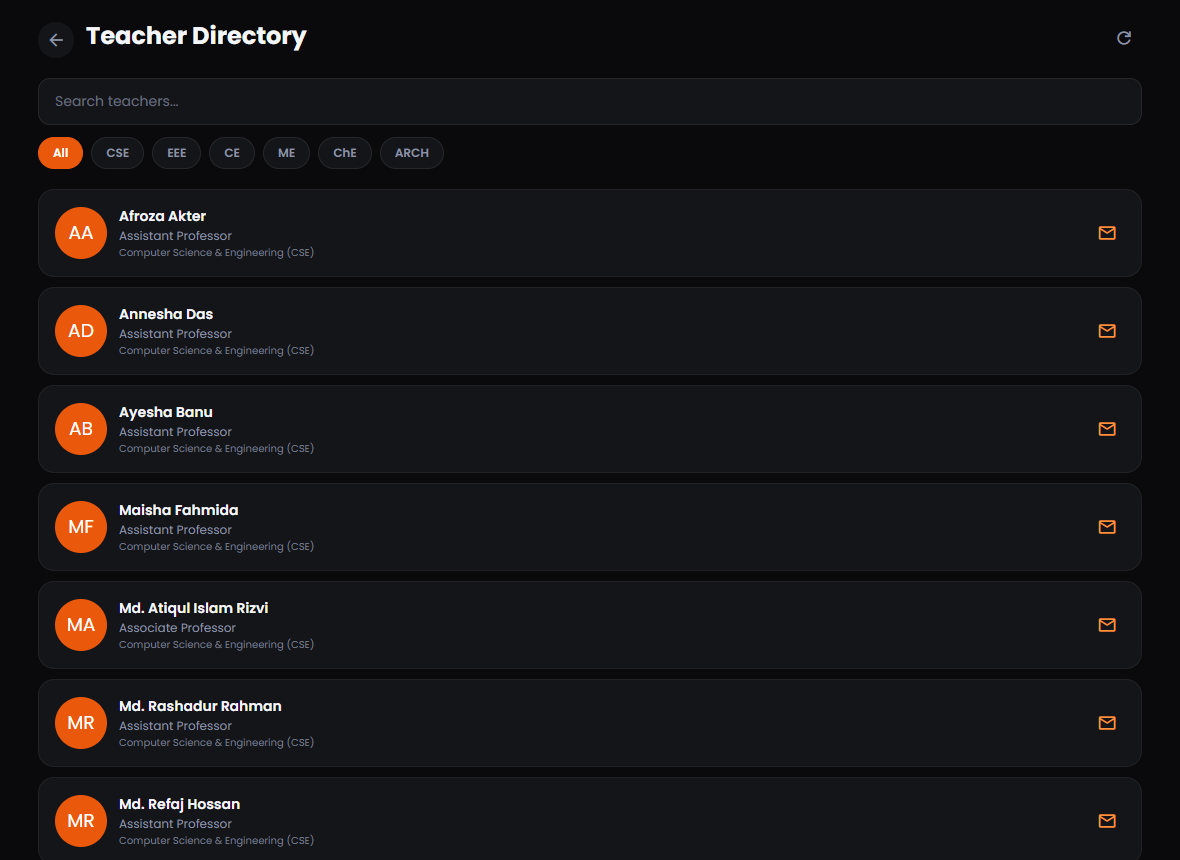 Teacher Directory
Search teachers...
All CSE EEE CE ME ChE ARCH
AA
Afroza Akter
Assistant Professor
Computer Science & Engineering (CSE)
AD
Annesha Das
Assistant Professor
Computer Science & Engineering (CSE)
AB
Ayesha Banu
Assistant Professor
Computer Science & Engineering (CSE)
MF
Maisha Fahmida
Assistant Professor
Computer Science & Engineering (CSE)
MA
Md. Atiqul Islam Rizvi
Associate Professor
Computer Science & Engineering (CSE)
MR
Md. Rashadur Rahman
Assistant Professor
Computer Science & Engineering (CSE)
MR
Md. Refaj Hossan
Assistant Professor
Computer Science & Engineering (CSE)